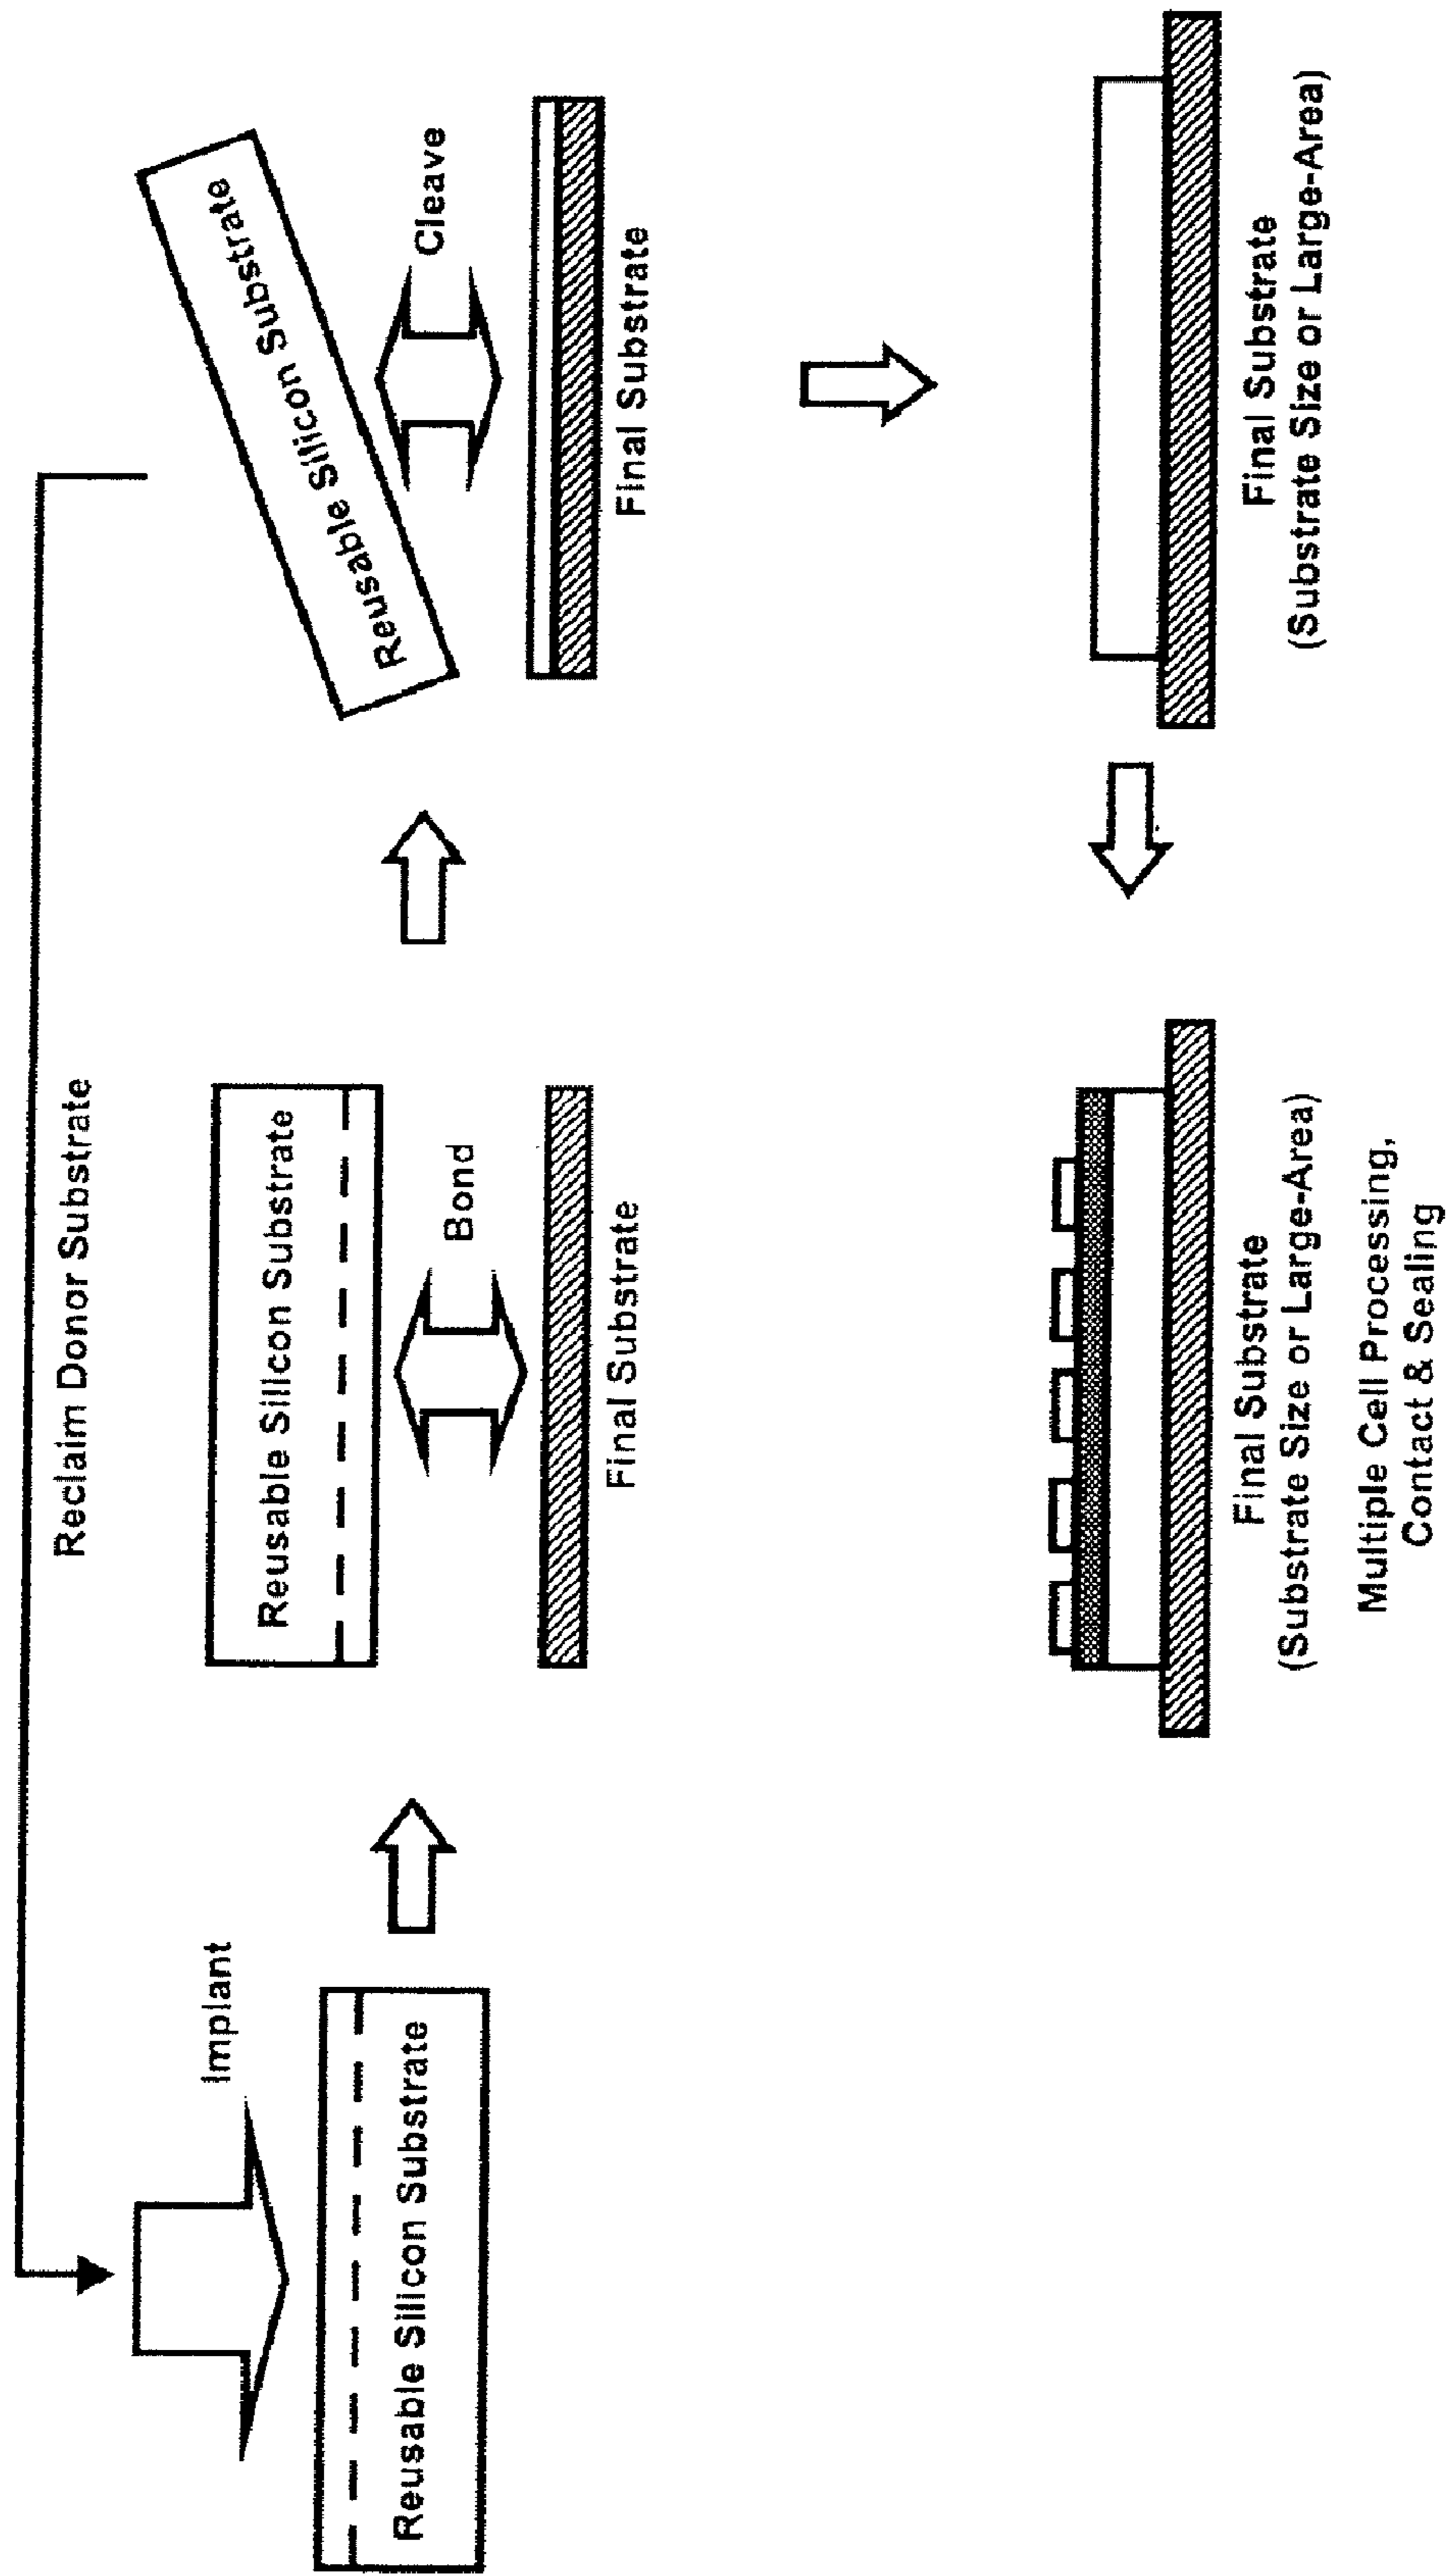 Reclaim Donor Substrate
Implant
Reusable Silicon Substrate
Reusable Silicon Substrate
Bond
Final Substrate
Reusable Silicon Substrate
Cleave
Final Substrate
Final Substrate
(Substrate Size or Large-Area)
Multiple Cell Processing,
Contact & Sealing
Final Substrate
(Substrate Size or Large-Area)